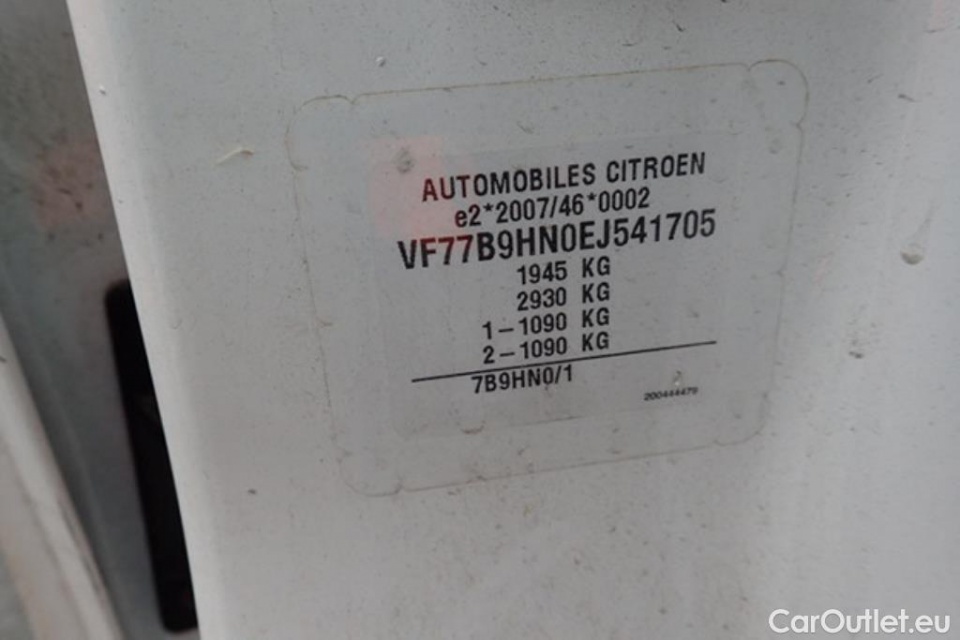 AUTOMOBILES CITROEN
e2*2007/46*0002
VF77B9HN0EJ541705
1945 KG
2930 KG
1-1090 KG
2-1090 KG
7B9HN0/1
200444479
CarOutlet.eu